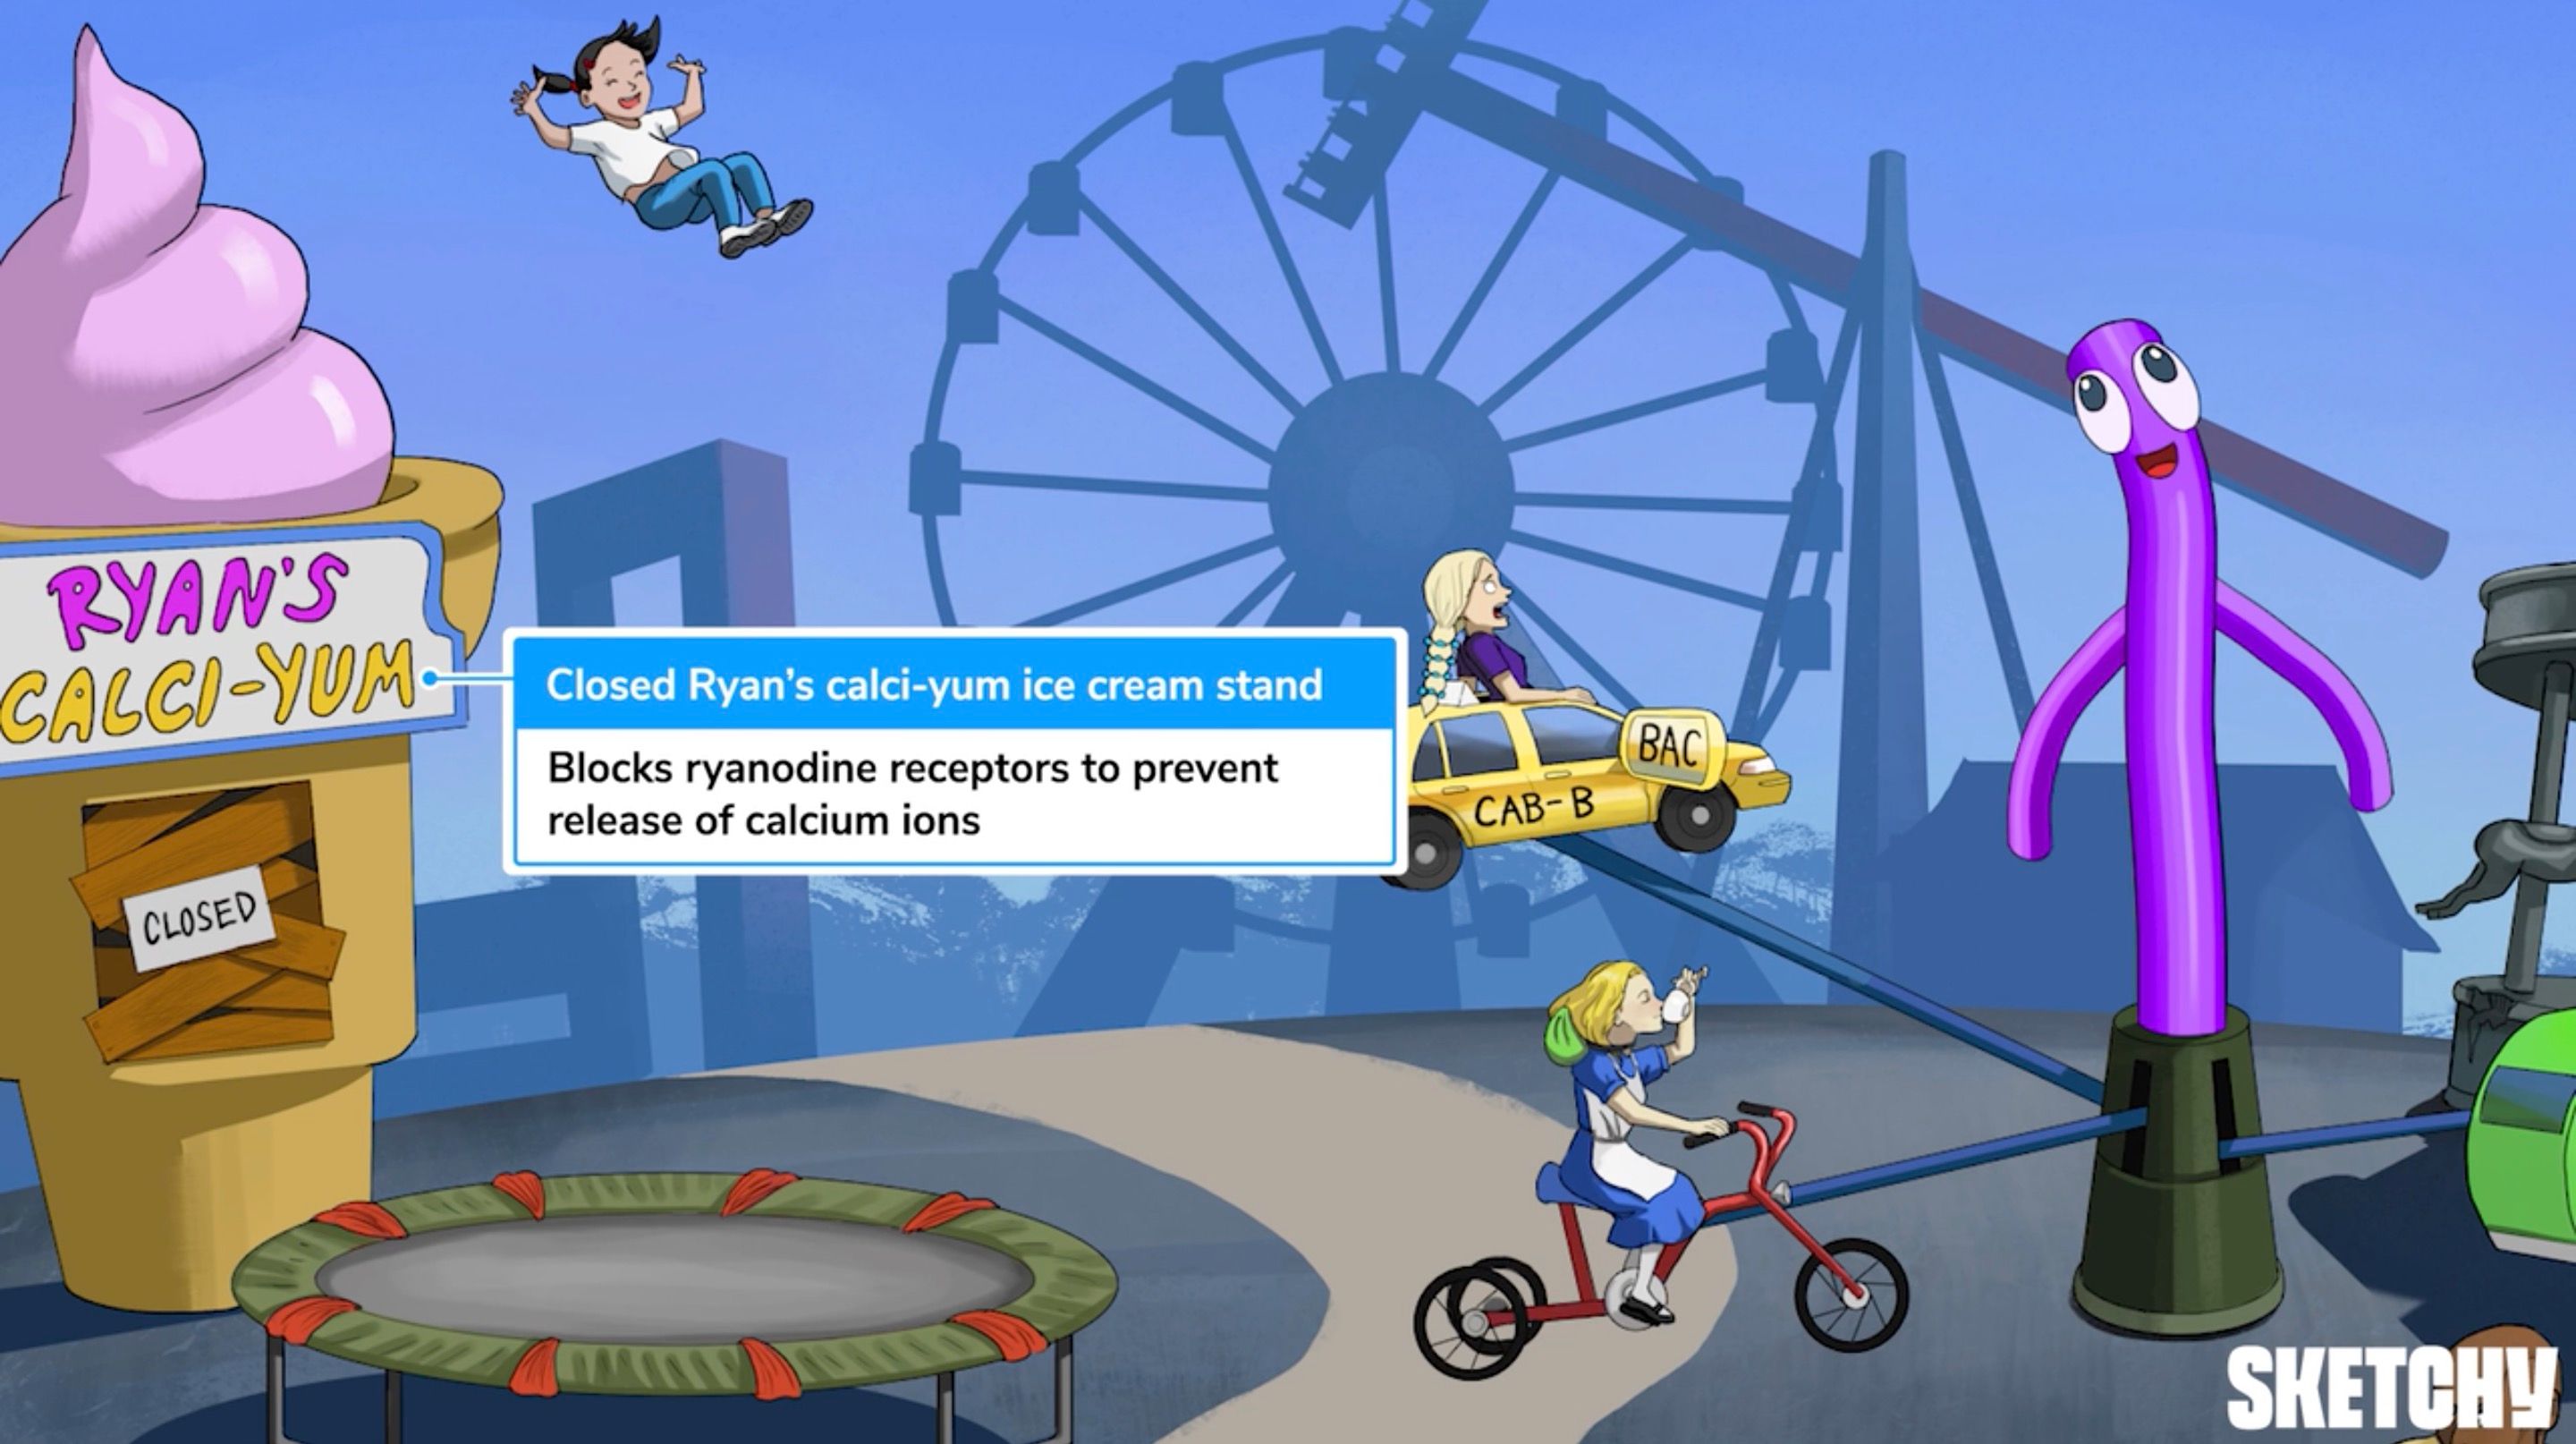 RYAN'S
CALCI-YUM
CLOSED
Closed Ryan's calci-yum ice cream stand
Blocks ryanodine receptors to prevent
release of calcium ions
BAC
CAB-B
SKETCHY